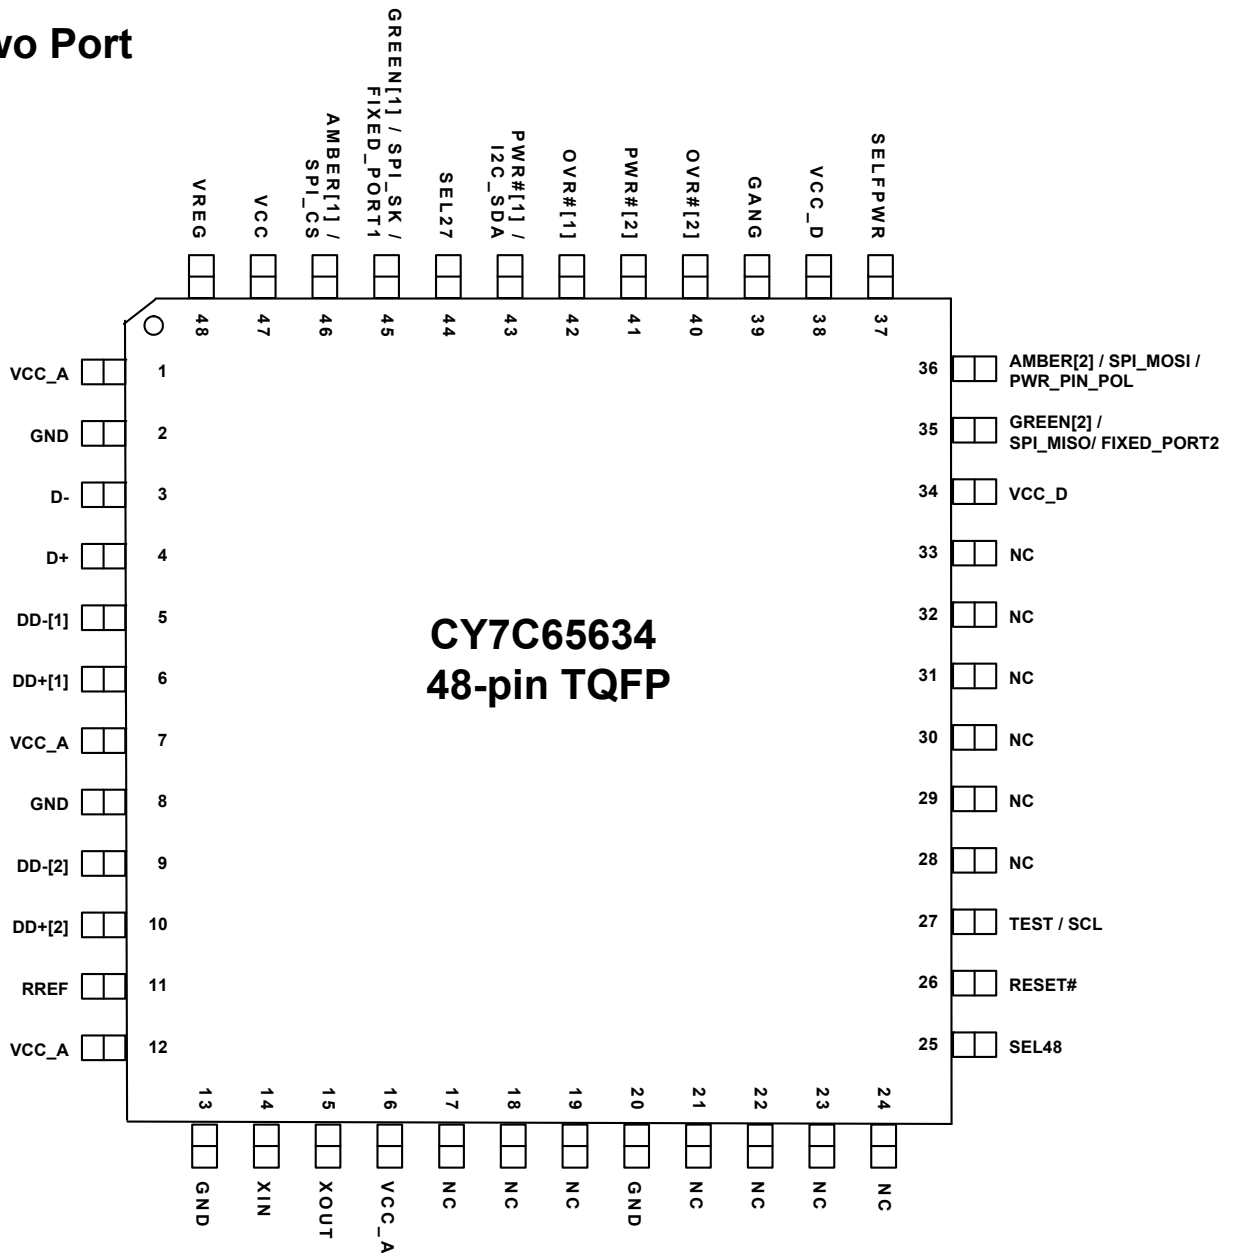 wo Port
GREEN[1] / SPI_SK /
FIXED_PORT1
AMBER[1] /
SPI_CS
PWR#[1] /
I2C_SDA
VREG
VCC
SEL27
OVR#[1]
PWR#[2]
OVR#[2]
GANG
VCC_D
SELFPWR
48
47
46
45
44
43
42
41
40
39
38
37
VCC_A 1
GND 2
D- 3
D+ 4
DD-[1] 5
DD+[1] 6
VCC_A 7
GND 8
DD-[2] 9
DD+[2] 10
RREF 11
VCC_A 12
CY7C65634
48-pin TQFP
36 AMBER[2] / SPI_MOSI /
PWR_PIN_POL
35 GREEN[2] /
SPI_MISO/ FIXED_PORT2
34 VCC_D
33 NC
32 NC
31 NC
30 NC
29 NC
28 NC
27 TEST / SCL
26 RESET#
25 SEL48
13
14
15
16
17
18
19
20
21
22
23
24
GND
XIN
XOUT
VCC_A
NC
NC
NC
GND
NC
NC
NC
NC